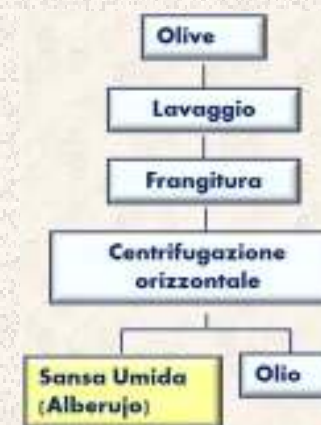 Olive
Lavaggio
Frangitura
Centrifugazione
orizzontale
Sansa Umida
(Alberujo)
Olio